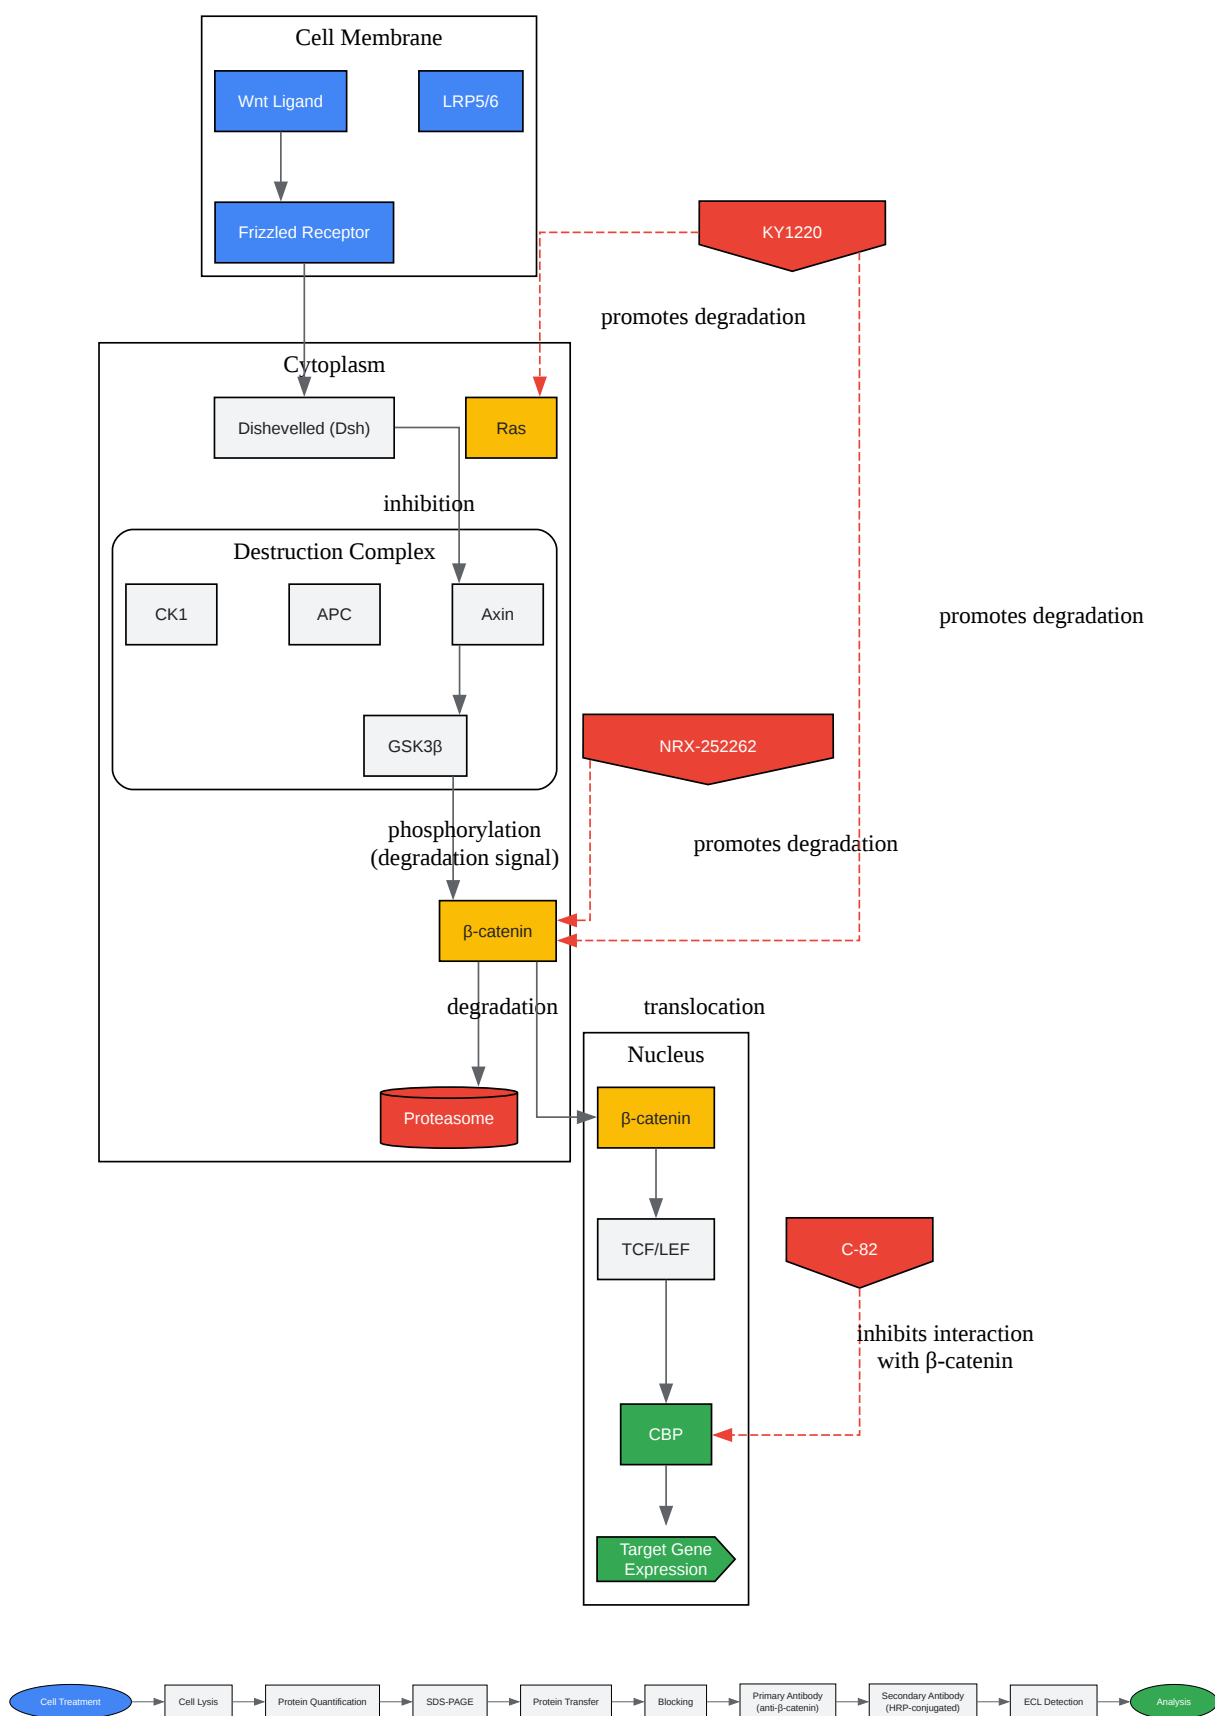 Cell Membrane
Wnt Ligand
LRP5/6
Frizzled Receptor
KY1220
promotes degradation
Cytoplasm
Dishevelled (Dsh)
Ras
inhibition
Destruction Complex
CK1
APC
Axin
promotes degradation
GSK3β
NRX-252262
phosphorylation
(degradation signal)
promotes degradation
β-catenin
degradation
translocation
Nucleus
Proteasome
β-catenin
TCF/LEF
C-82
inhibits interaction
with β-catenin
CBP
Target Gene
Expression
Cell Treatment
Cell Lysis
Protein Quantification
SDS-PAGE
Protein Transfer
Blocking
Primary Antibody
(anti-β-catenin)
Secondary Antibody
(HRP-conjugated)
ECL Detection
Analysis